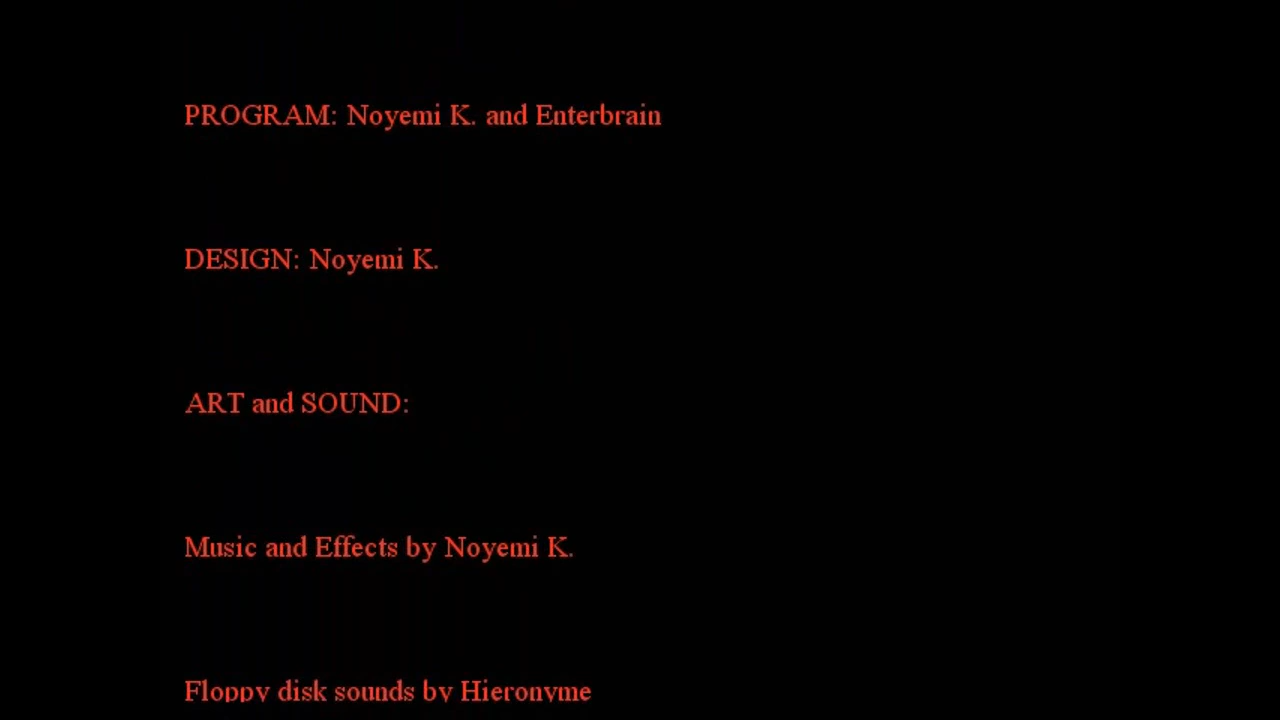 PROGRAM: Noyemi K. and Enterbrain
DESIGN: Noyemi K.
ART and SOUND:
Music and Effects by Noyemi K.
Floppy disk sounds by Hieronyme